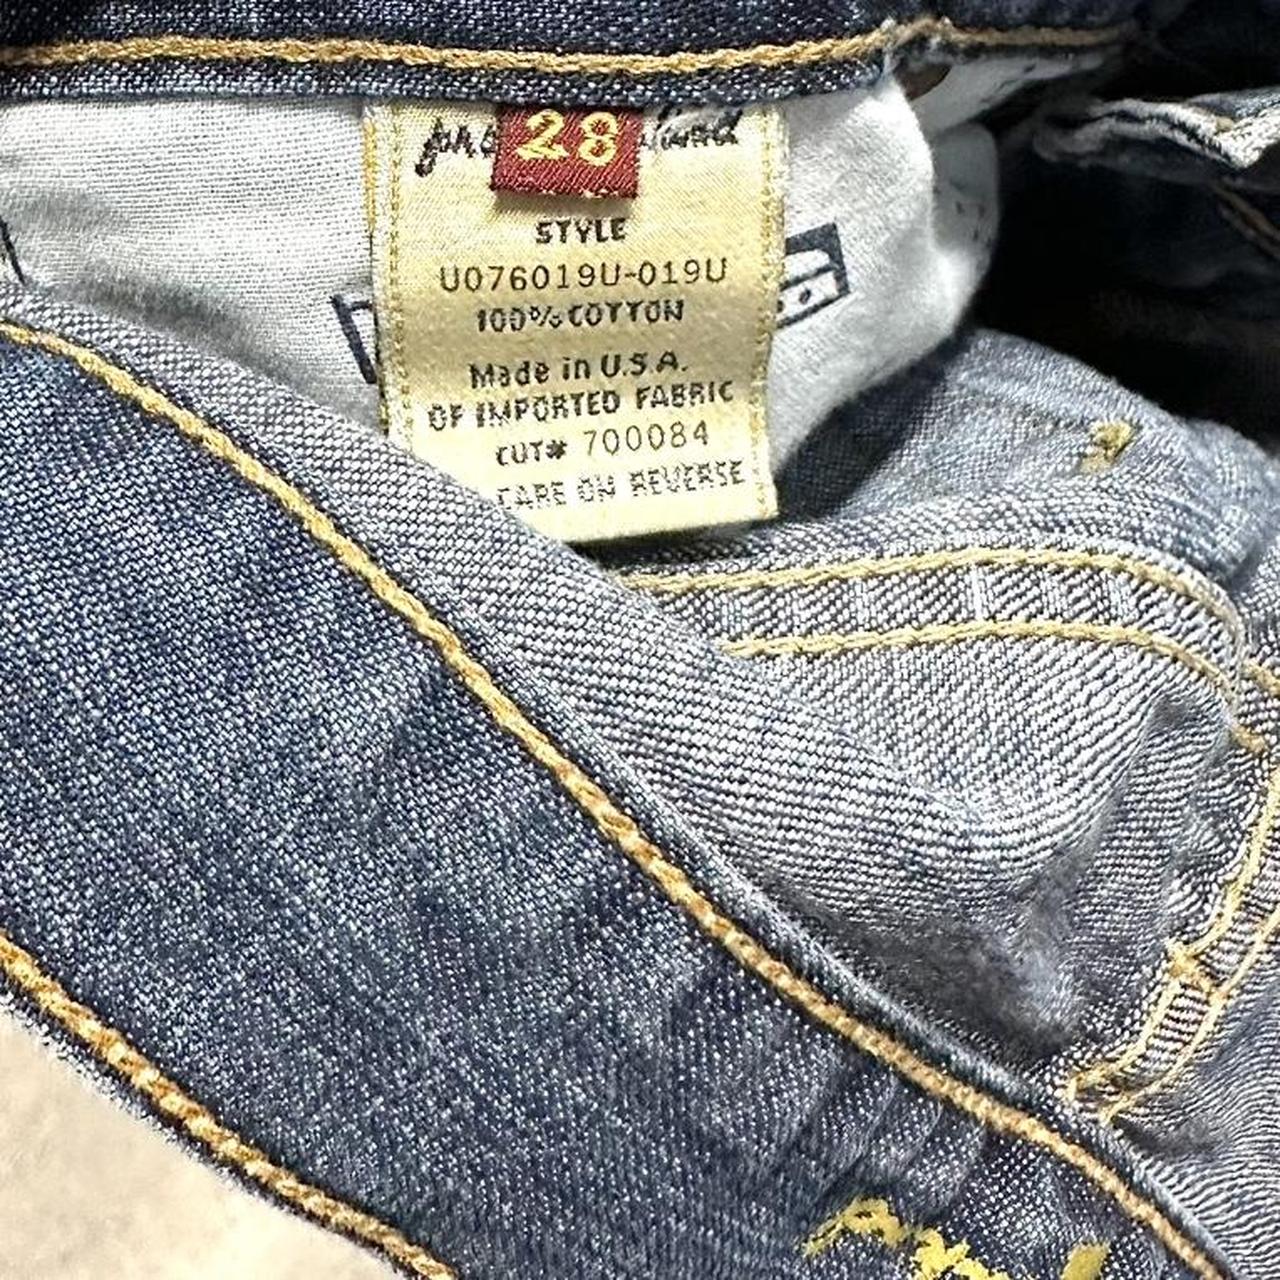 28
STYLE
U076019U-019U
100% COTTON
Made in U.S.A.
OF IMPORTED FABRIC
CUT# 700084
CARE ON REVERSE